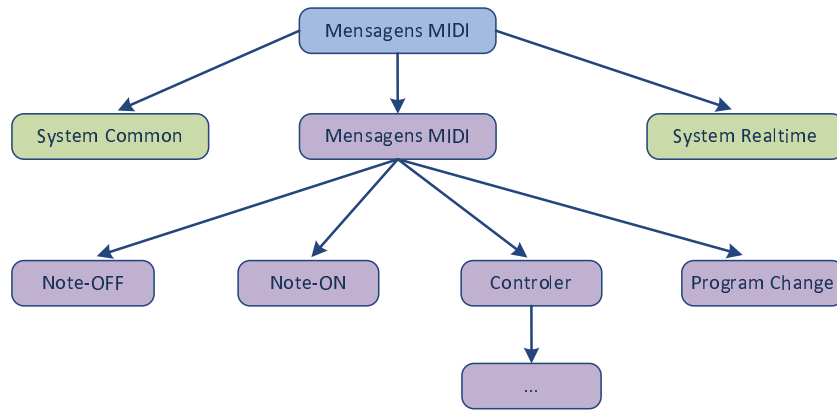 Mensagens MIDI
System Common
Mensagens MIDI
System Realtime
Note-OFF
Note-ON
Controler
Program Change
...